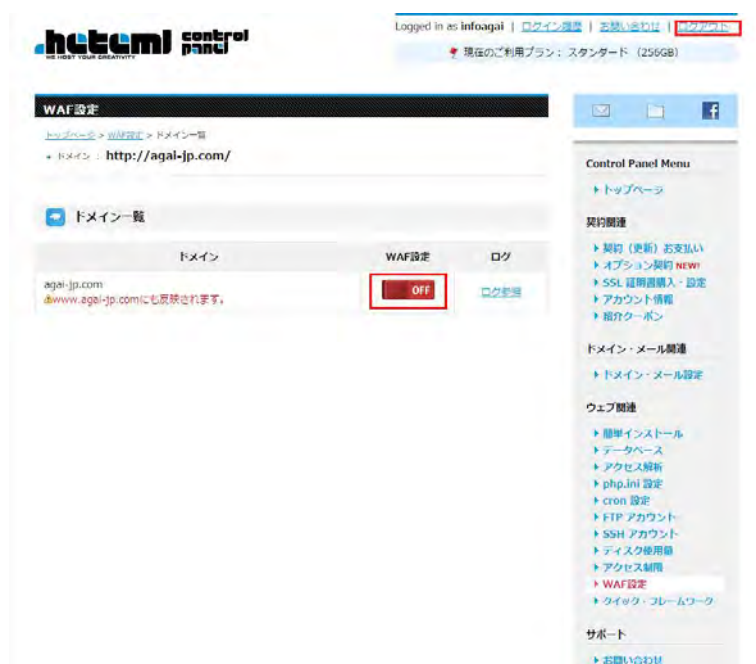 Logged in as infoagai | ログイン履歴 | お問い合わせ | ログアウト
.heteml control panel
WE HOST YOUR CREATIVITY
現在のご利用プラン： スタンダード （256GB）
WAF設定
トップページ > WAF設定 > ドメイン一覧
ドメイン : http://agai-jp.com/
ドメイン一覧
ドメイン WAF設定 ログ
agai-jp.com
www.agai-jp.comにも反映されます。
OFF
ログ参照
Control Panel Menu
トップページ
契約関連
契約（更新）お支払い
オプション契約 NEW!
SSL 証明書購入・設定
アカウント情報
紹介クーポン
ドメイン・メール関連
ドメイン・メール設定
ウェブ関連
簡単インストール
データベース
アクセス解析
php.ini 設定
cron 設定
FTP アカウント
SSH アカウント
ディスク使用量
アクセス制限
WAF設定
クイック・フレームワーク
サポート
お問い合わせ